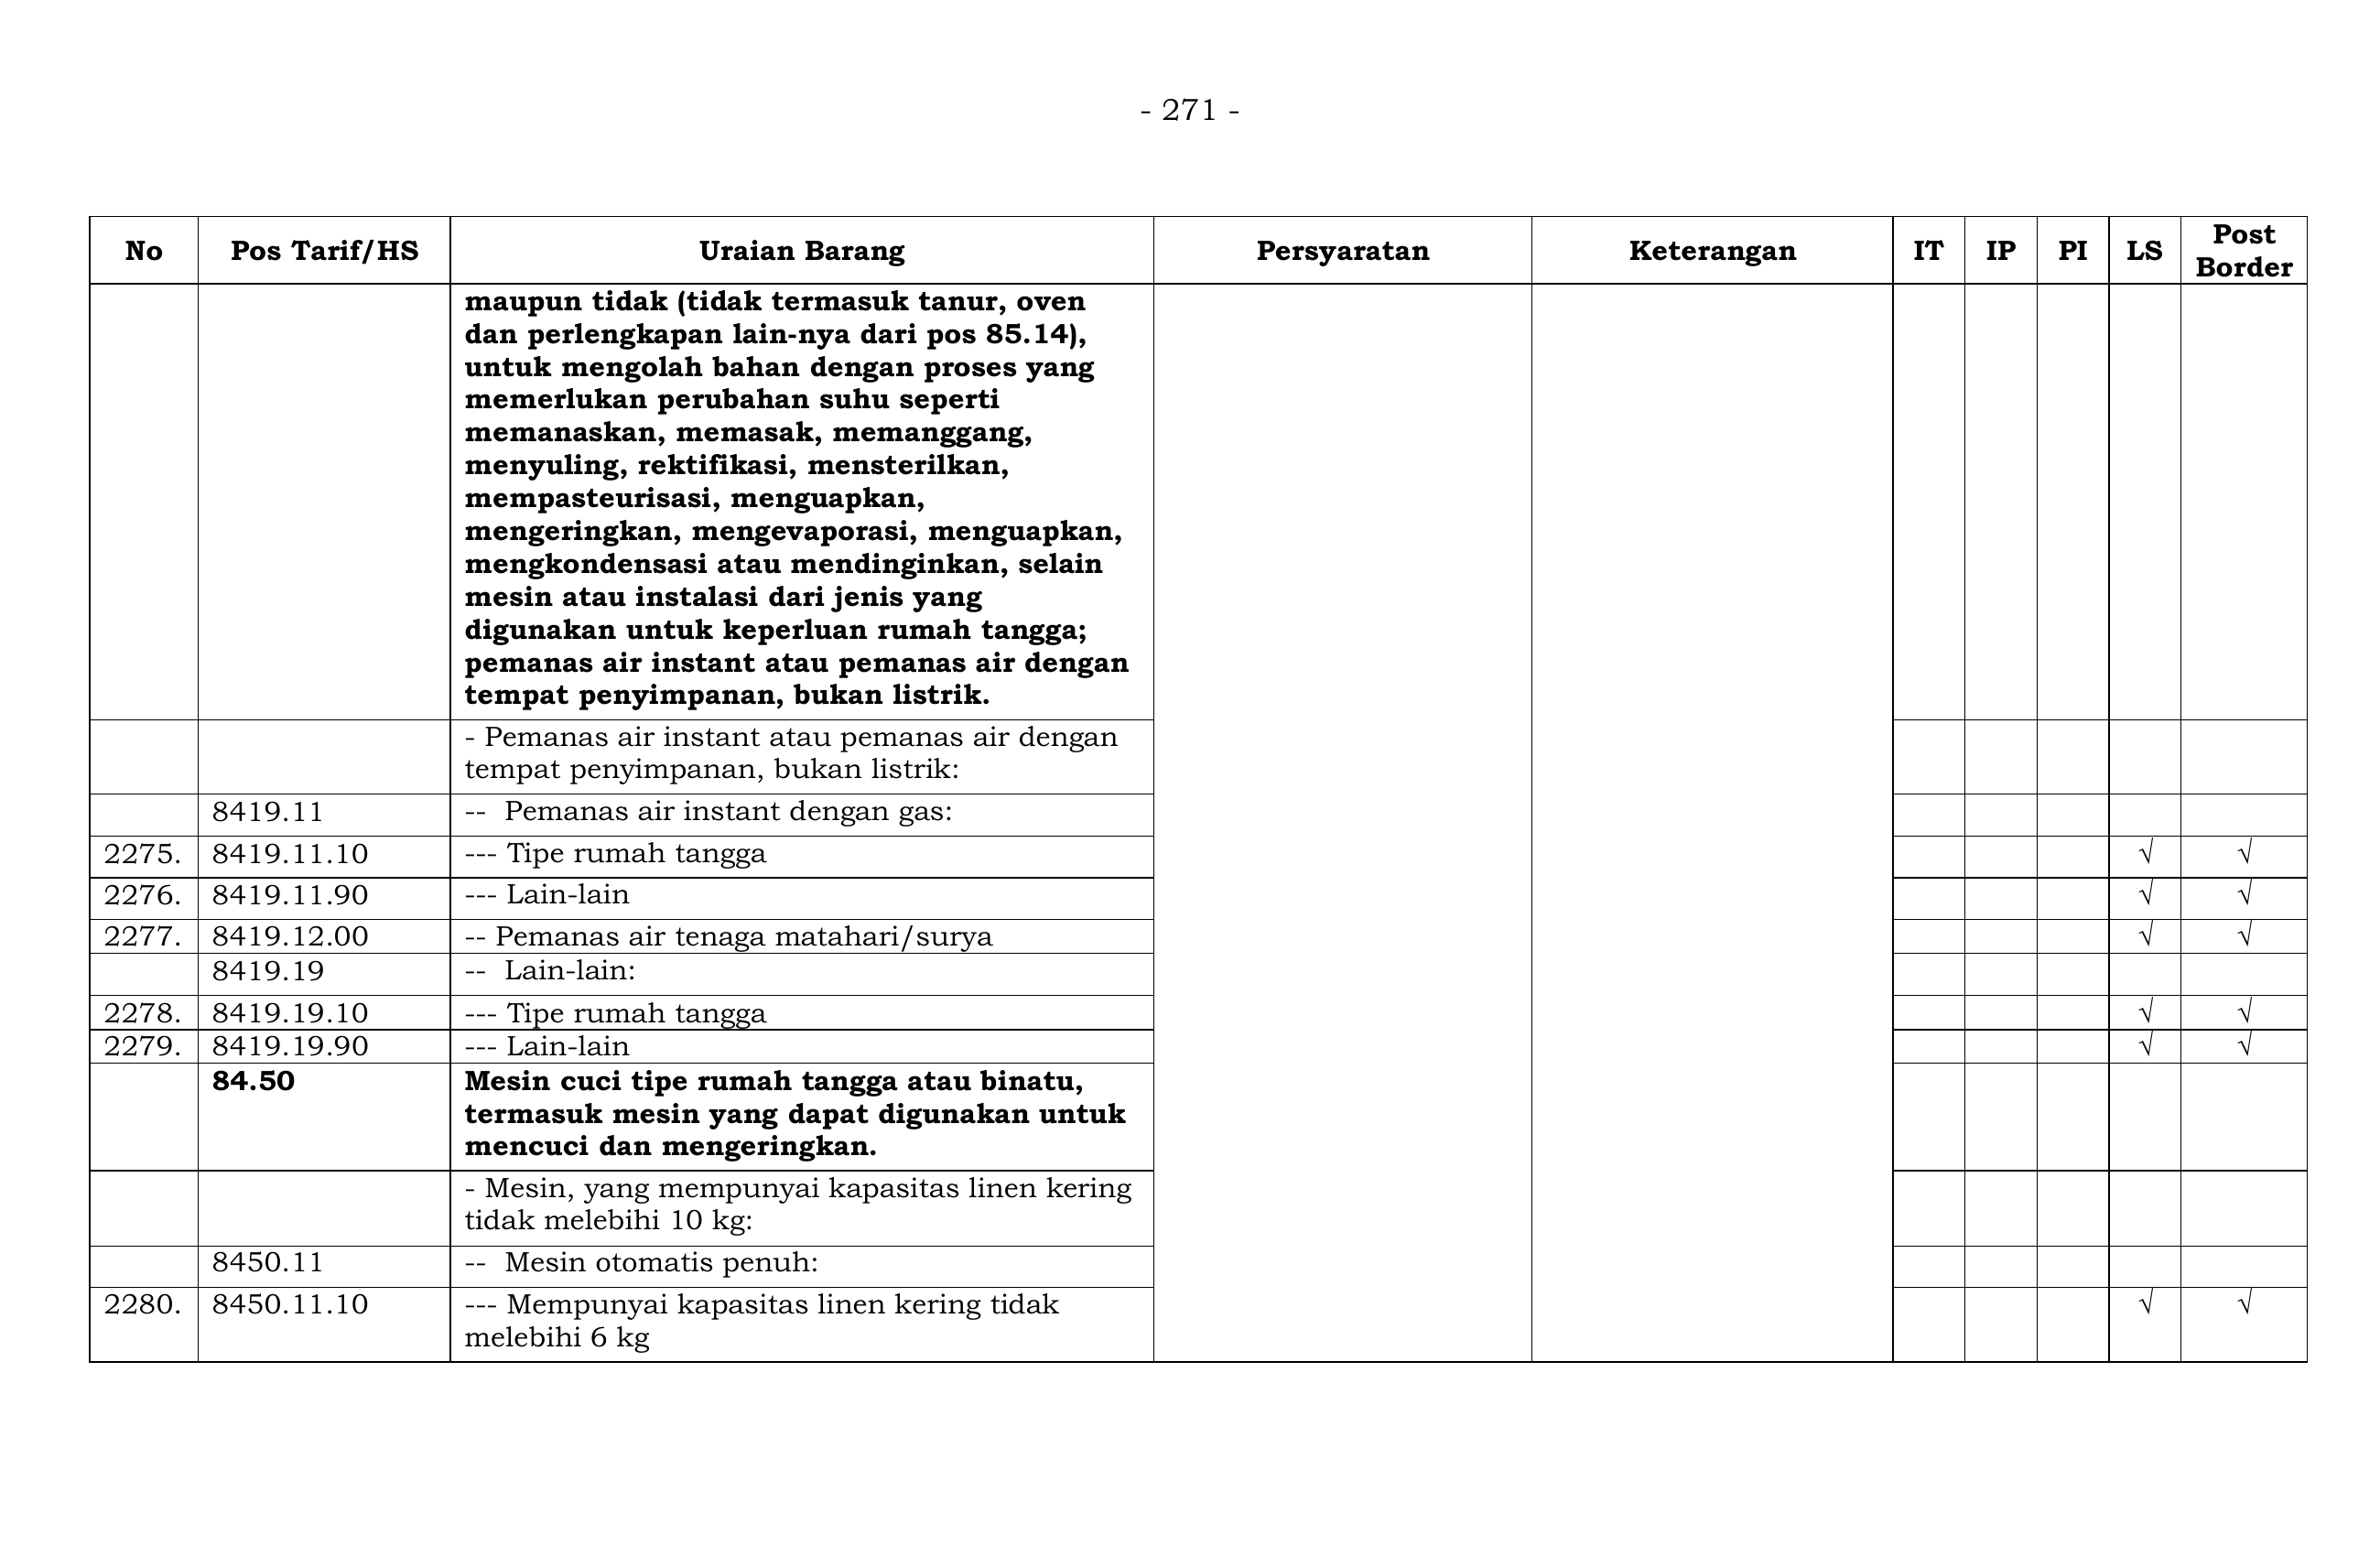 - 271 -
No Pos Tarif/HS Uraian Barang Persyaratan Keterangan IT IP PI LS Post Border
maupun tidak (tidak termasuk tanur, oven
dan perlengkapan lain-nya dari pos 85.14),
untuk mengolah bahan dengan proses yang
memerlukan perubahan suhu seperti
memanaskan, memasak, memanggang,
menyuling, rektifikasi, mensterilkan,
mempasteurisasi, menguapkan,
mengeringkan, mengevaporasi, menguapkan,
mengkondensasi atau mendinginkan, selain
mesin atau instalasi dari jenis yang
digunakan untuk keperluan rumah tangga;
pemanas air instant atau pemanas air dengan
tempat penyimpanan, bukan listrik.
- Pemanas air instant atau pemanas air dengan
tempat penyimpanan, bukan listrik:
8419.11 -- Pemanas air instant dengan gas:
2275. 8419.11.10 --- Tipe rumah tangga √ √
2276. 8419.11.90 --- Lain-lain √ √
2277. 8419.12.00 -- Pemanas air tenaga matahari/surya √ √
8419.19 -- Lain-lain:
2278. 8419.19.10 --- Tipe rumah tangga √ √
2279. 8419.19.90 --- Lain-lain √ √
84.50 Mesin cuci tipe rumah tangga atau binatu,
termasuk mesin yang dapat digunakan untuk
mencuci dan mengeringkan.
- Mesin, yang mempunyai kapasitas linen kering
tidak melebihi 10 kg:
8450.11 -- Mesin otomatis penuh:
2280. 8450.11.10 --- Mempunyai kapasitas linen kering tidak √ √
melebihi 6 kg